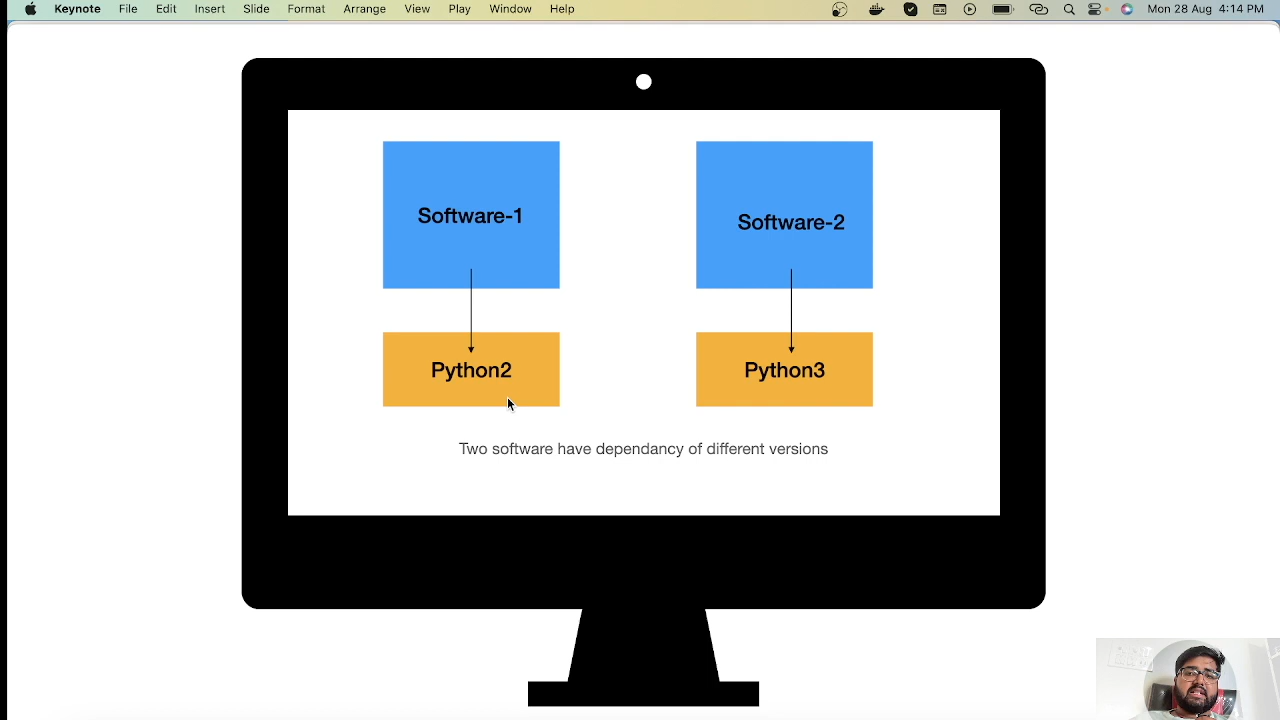 Keynote File Edit Insert Slide Format Arrange View Play Window Help Mon 28 Aug 4:14 PM
Software-1 Software-2
Python2 Python3
Two software have dependancy of different versions